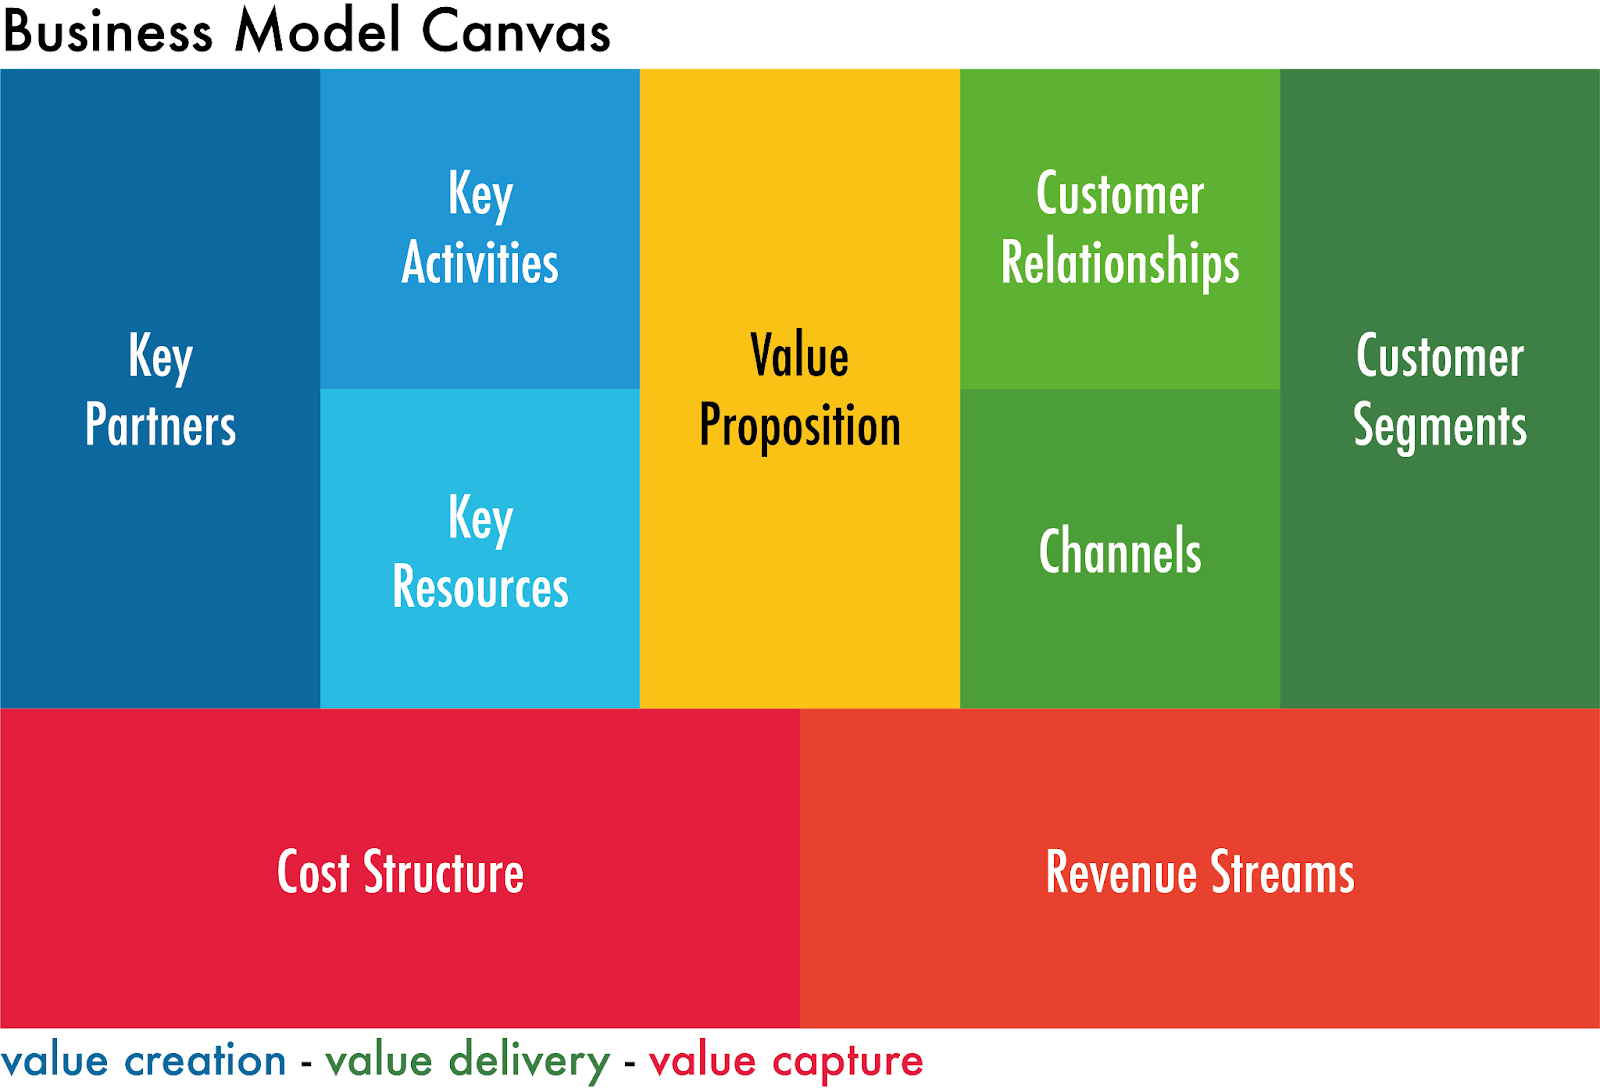 Business Model Canvas
Key
Partners
Key
Activities
Key
Resources
Value
Proposition
Customer
Relationships
Channels
Customer
Segments
Cost Structure
Revenue Streams
value creation - value delivery - value capture